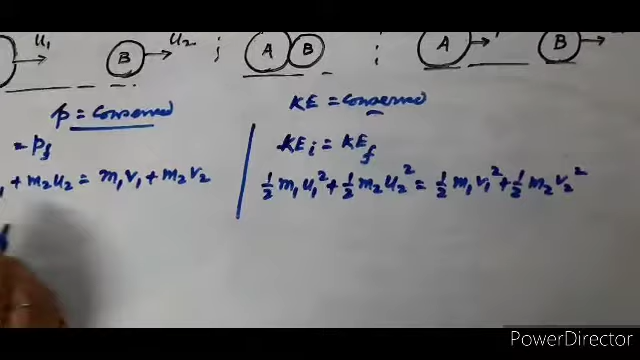 u₁ B u₂ ; A B ; A B
p = conserved
= p_f
+ m₂u₂ = m₁v₁ + m₂v₂
KE = conserved
KE_i = KE_f
½ m₁u₁² + ½ m₂u₂² = ½ m₁v₁² + ½ m₂v₂²
PowerDirector